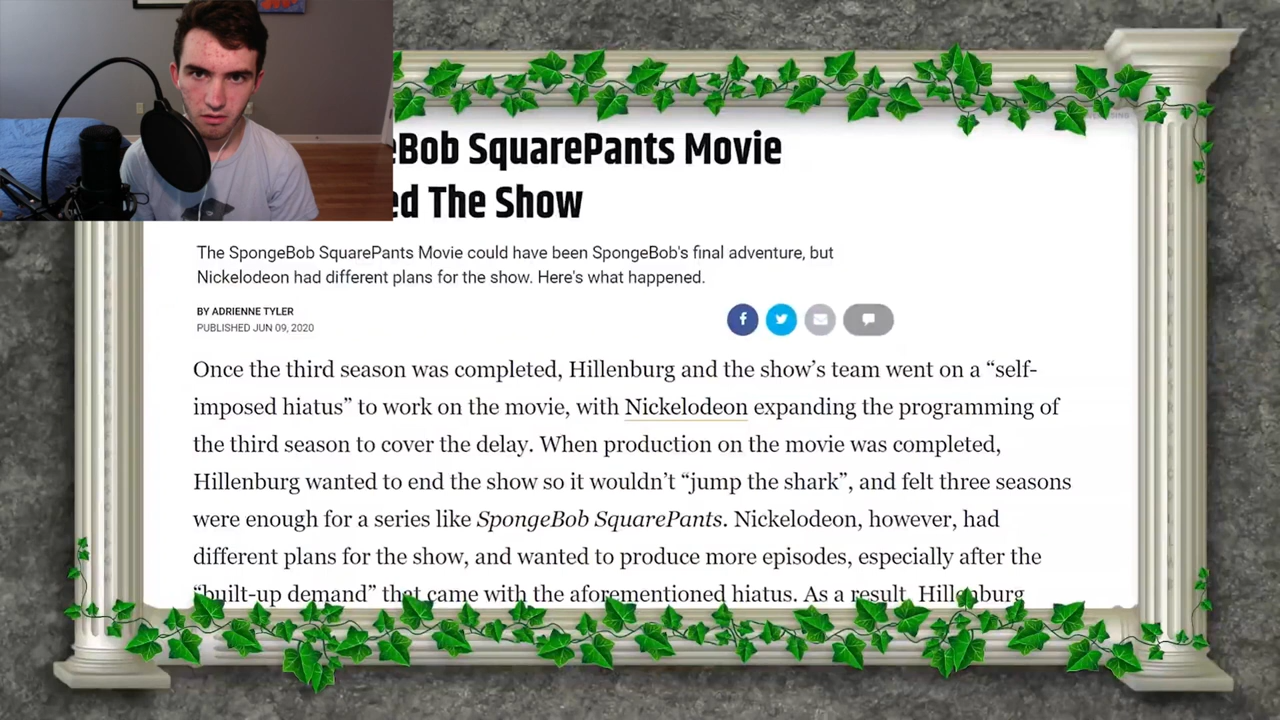 eBob SquarePants Movie
ed The Show
The SpongeBob SquarePants Movie could have been SpongeBob's final adventure, but
Nickelodeon had different plans for the show. Here's what happened.
BY ADRIENNE TYLER
PUBLISHED JUN 09, 2020
Once the third season was completed, Hillenburg and the show’s team went on a “self-
imposed hiatus” to work on the movie, with Nickelodeon expanding the programming of
the third season to cover the delay. When production on the movie was completed,
Hillenburg wanted to end the show so it wouldn’t “jump the shark”, and felt three seasons
were enough for a series like SpongeBob SquarePants. Nickelodeon, however, had
different plans for the show, and wanted to produce more episodes, especially after the
“built-up demand” that came with the aforementioned hiatus. As a result, Hillenburg